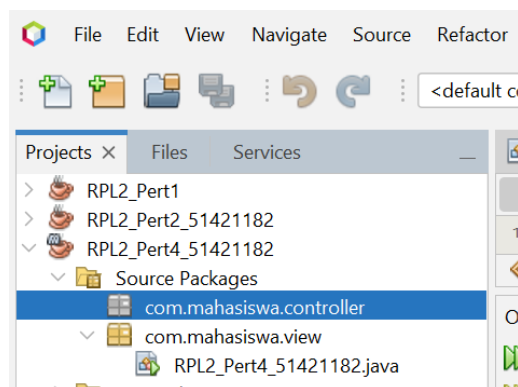 File Edit View Navigate Source Refactor
<default co
Projects × Files Services
RPL2_Pert1
RPL2_Pert2_51421182
RPL2_Pert4_51421182
Source Packages
com.mahasiswa.controller
com.mahasiswa.view
RPL2_Pert4_51421182.java